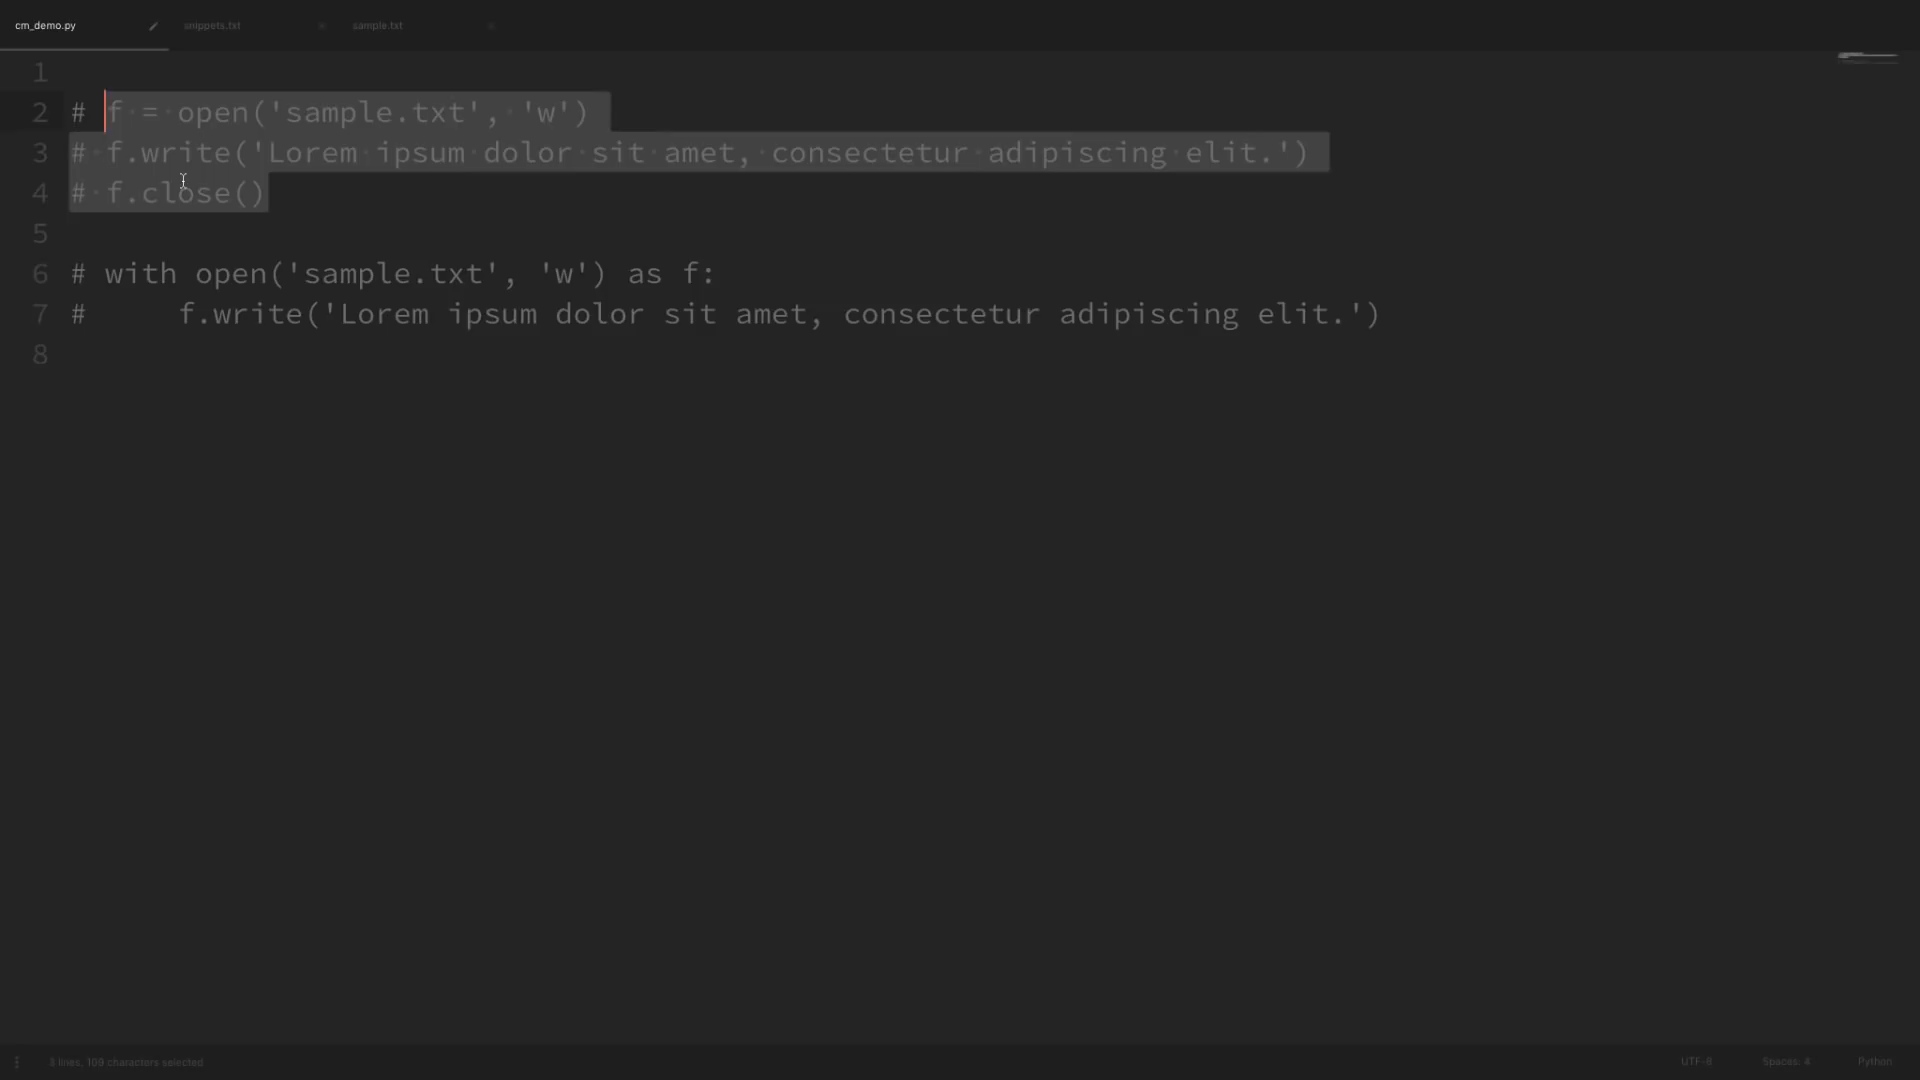 cm_demo.py snippets.txt sample.txt
1
2 # f = open('sample.txt', 'w')
3 # f.write('Lorem ipsum dolor sit amet, consectetur adipiscing elit.')
4 # f.close()
5
6 # with open('sample.txt', 'w') as f:
7 #     f.write('Lorem ipsum dolor sit amet, consectetur adipiscing elit.')
8
3 lines, 109 characters selected UTF-8 Spaces: 4 Python